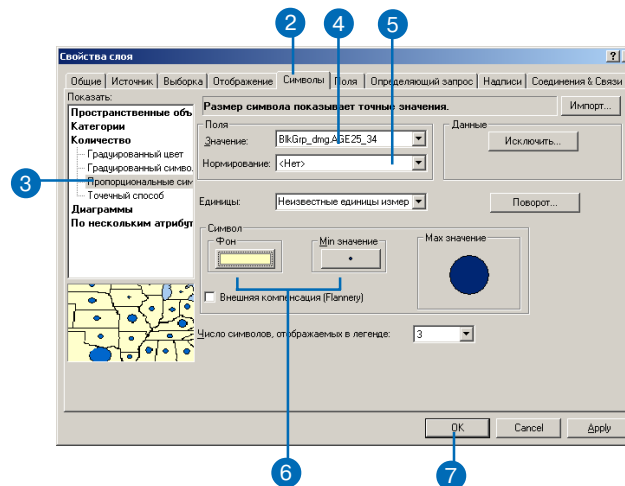 2
4
5
Свойства слоя
?
Общие
Источник
Выборка
Отображение
Символы
Поля
Определяющий запрос
Надписи
Соединения & Связи
Показать:
Пространственные объ
Категории
Количество
Градуированный цвет
Градуированный симво.
Пропорциональные сим
Точечный способ
Диаграммы
По нескольким атрибут
3
Размер символа показывает точные значения.
Импорт...
Поля
Значение:
BlkGrp_dmg.AGE25_34
Нормирование:
<Нет>
Данные
Исключить...
Единицы:
Неизвестные единицы измер
Поворот...
Символ
Фон
Min значение
Max значение
Внешняя компенсация (Flannery)
Число символов, отображаемых в легенде:
3
OK
Cancel
Apply
6
7